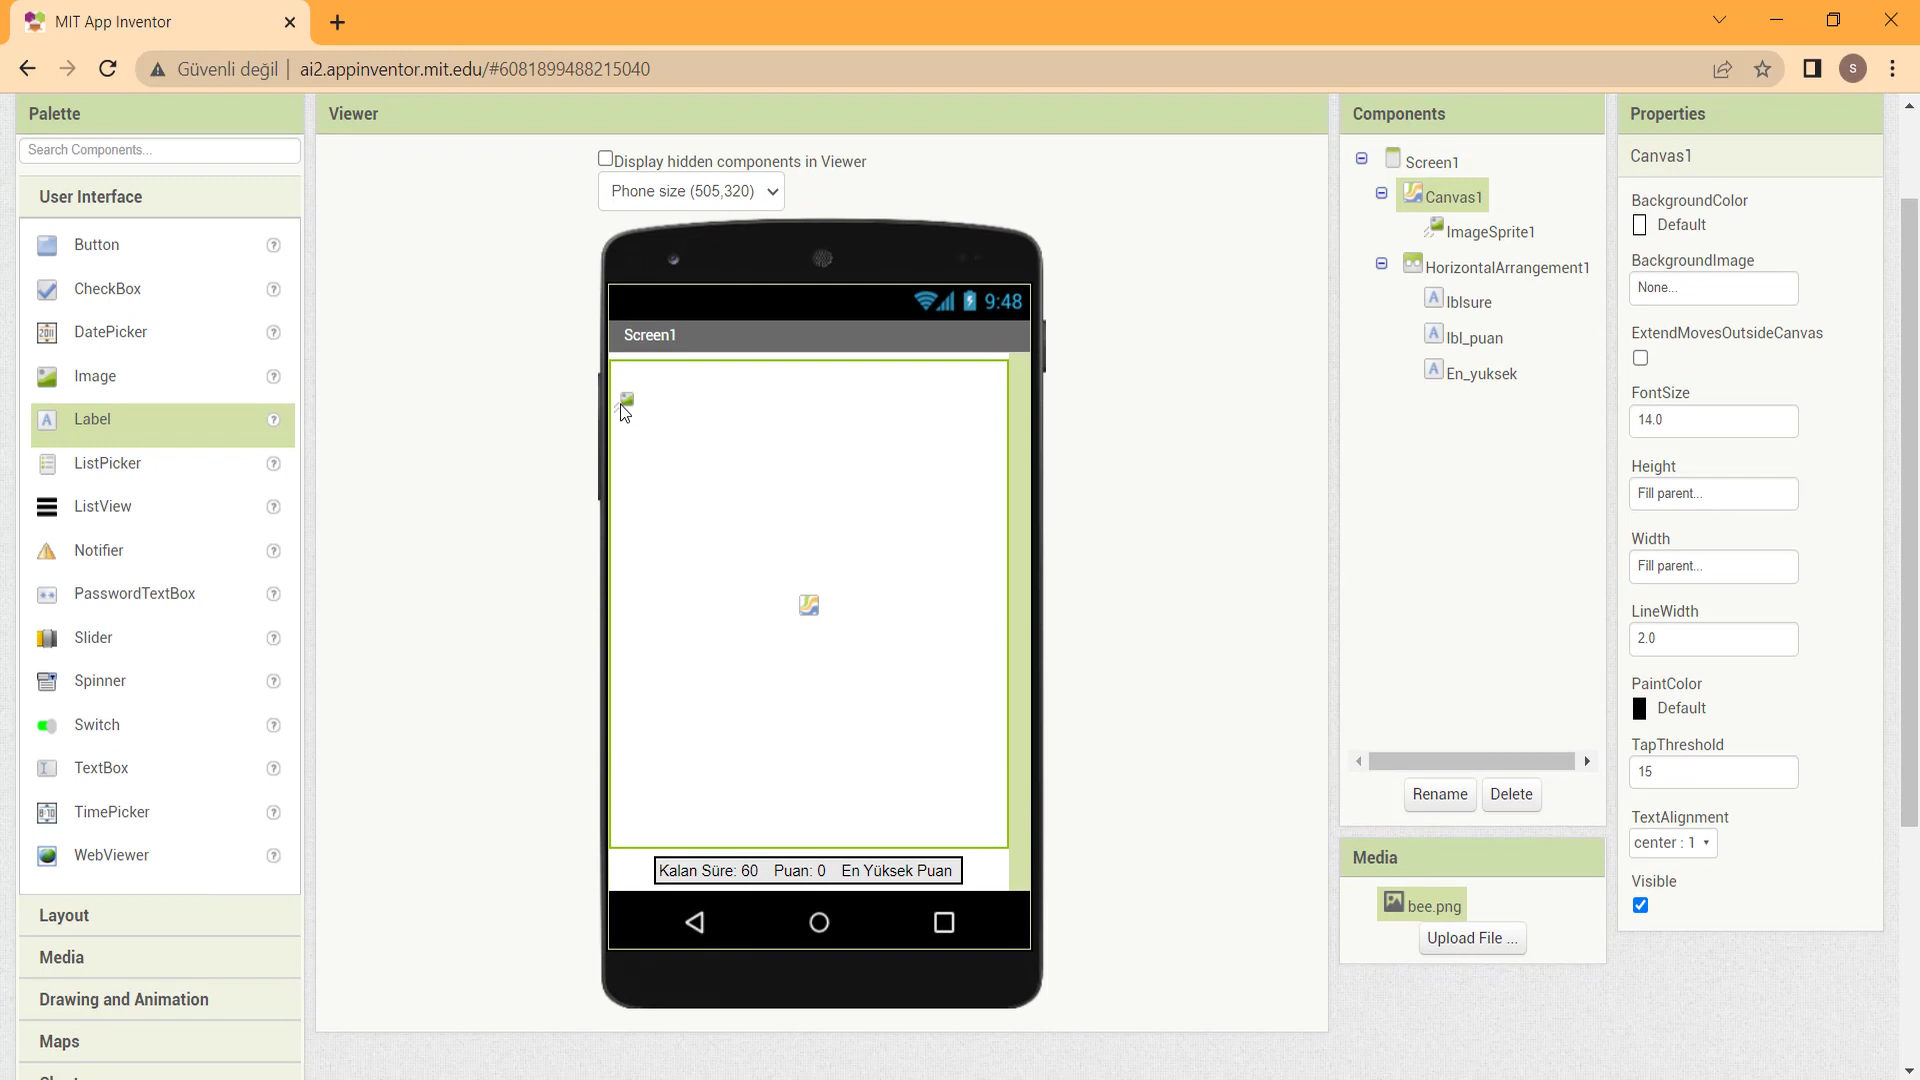 MIT App Inventor
Güvenli değil
ai2.appinventor.mit.edu/#6081899488215040
S
Palette
Search Components...
User Interface
Button
CheckBox
DatePicker
Image
Label
ListPicker
ListView
Notifier
PasswordTextBox
Slider
Spinner
Switch
TextBox
TimePicker
WebViewer
Layout
Media
Drawing and Animation
Maps
Viewer
Display hidden components in Viewer
Phone size (505,320)
9:48
Screen1
Kalan Süre: 60 Puan: 0 En Yüksek Puan
Components
Screen1
Canvas1
ImageSprite1
HorizontalArrangement1
lblsure
lbl_puan
En_yuksek
Rename Delete
Media
bee.png
Upload File ...
Properties
Canvas1
BackgroundColor
Default
BackgroundImage
None...
ExtendMovesOutsideCanvas
FontSize
14.0
Height
Fill parent...
Width
Fill parent...
LineWidth
2.0
PaintColor
Default
TapThreshold
15
TextAlignment
center : 1
Visible